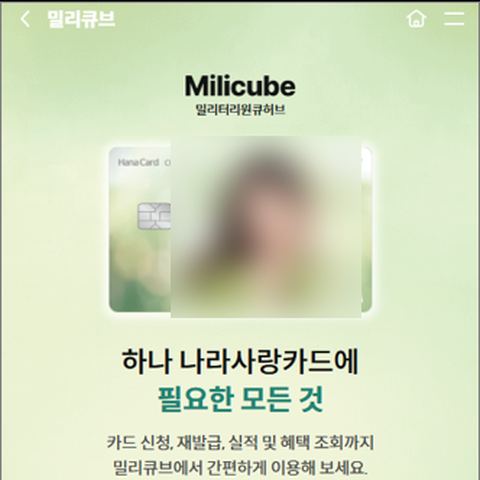 밀리큐브
Milicube
밀리터리원큐허브
Hana Card
하나 나라사랑카드에
필요한 모든 것
카드 신청, 재발급, 실적 및 혜택 조회까지
밀리큐브에서 간편하게 이용해 보세요.